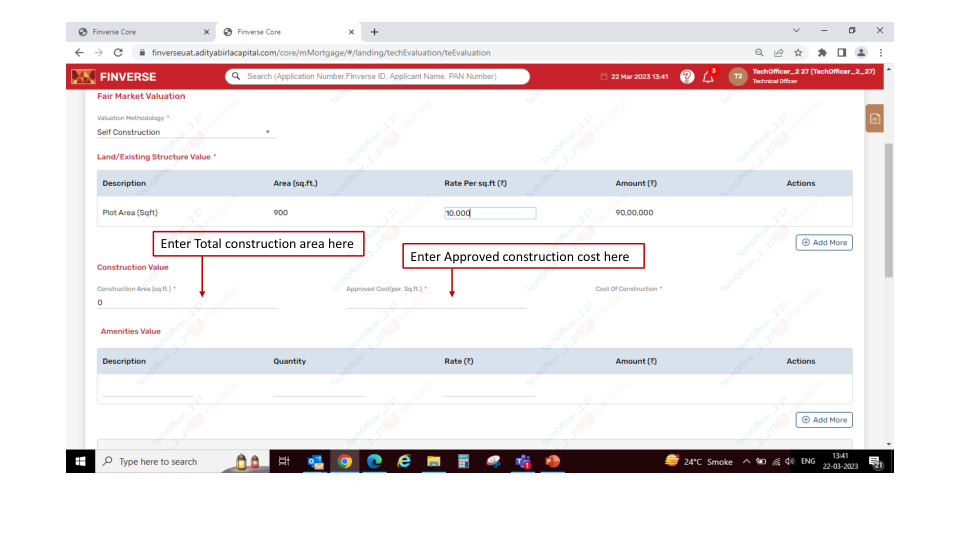 Finverse Core
Finverse Core
finverseuat.adityabirlacapital.com/core/mMortgage/#/landing/techEvaluation/teEvaluation
FINVERSE
Search (Application Number,Finverse ID, Applicant Name, PAN Number)
22 Mar 2023 13:41
3
T2
TechOfficer_2 27 (TechOfficer_2_27)
Technical Officer
Fair Market Valuation
Valuation Methodology *
Self Construction
Land/Existing Structure Value *
Description Area (sq.ft.) Rate Per sq.ft (₹) Amount (₹) Actions
Plot Area (Sqft) 900 10,000 90,00,000
Add More
Enter Total construction area here
Enter Approved construction cost here
Construction Value
Construction Area (sq.ft.) * Approved Cost(per. Sq.ft.) * Cost Of Construction *
0
Amenities Value
Description Quantity Rate (₹) Amount (₹) Actions
Add More
Type here to search
24°C Smoke
ENG
13:41
22-03-2023
21